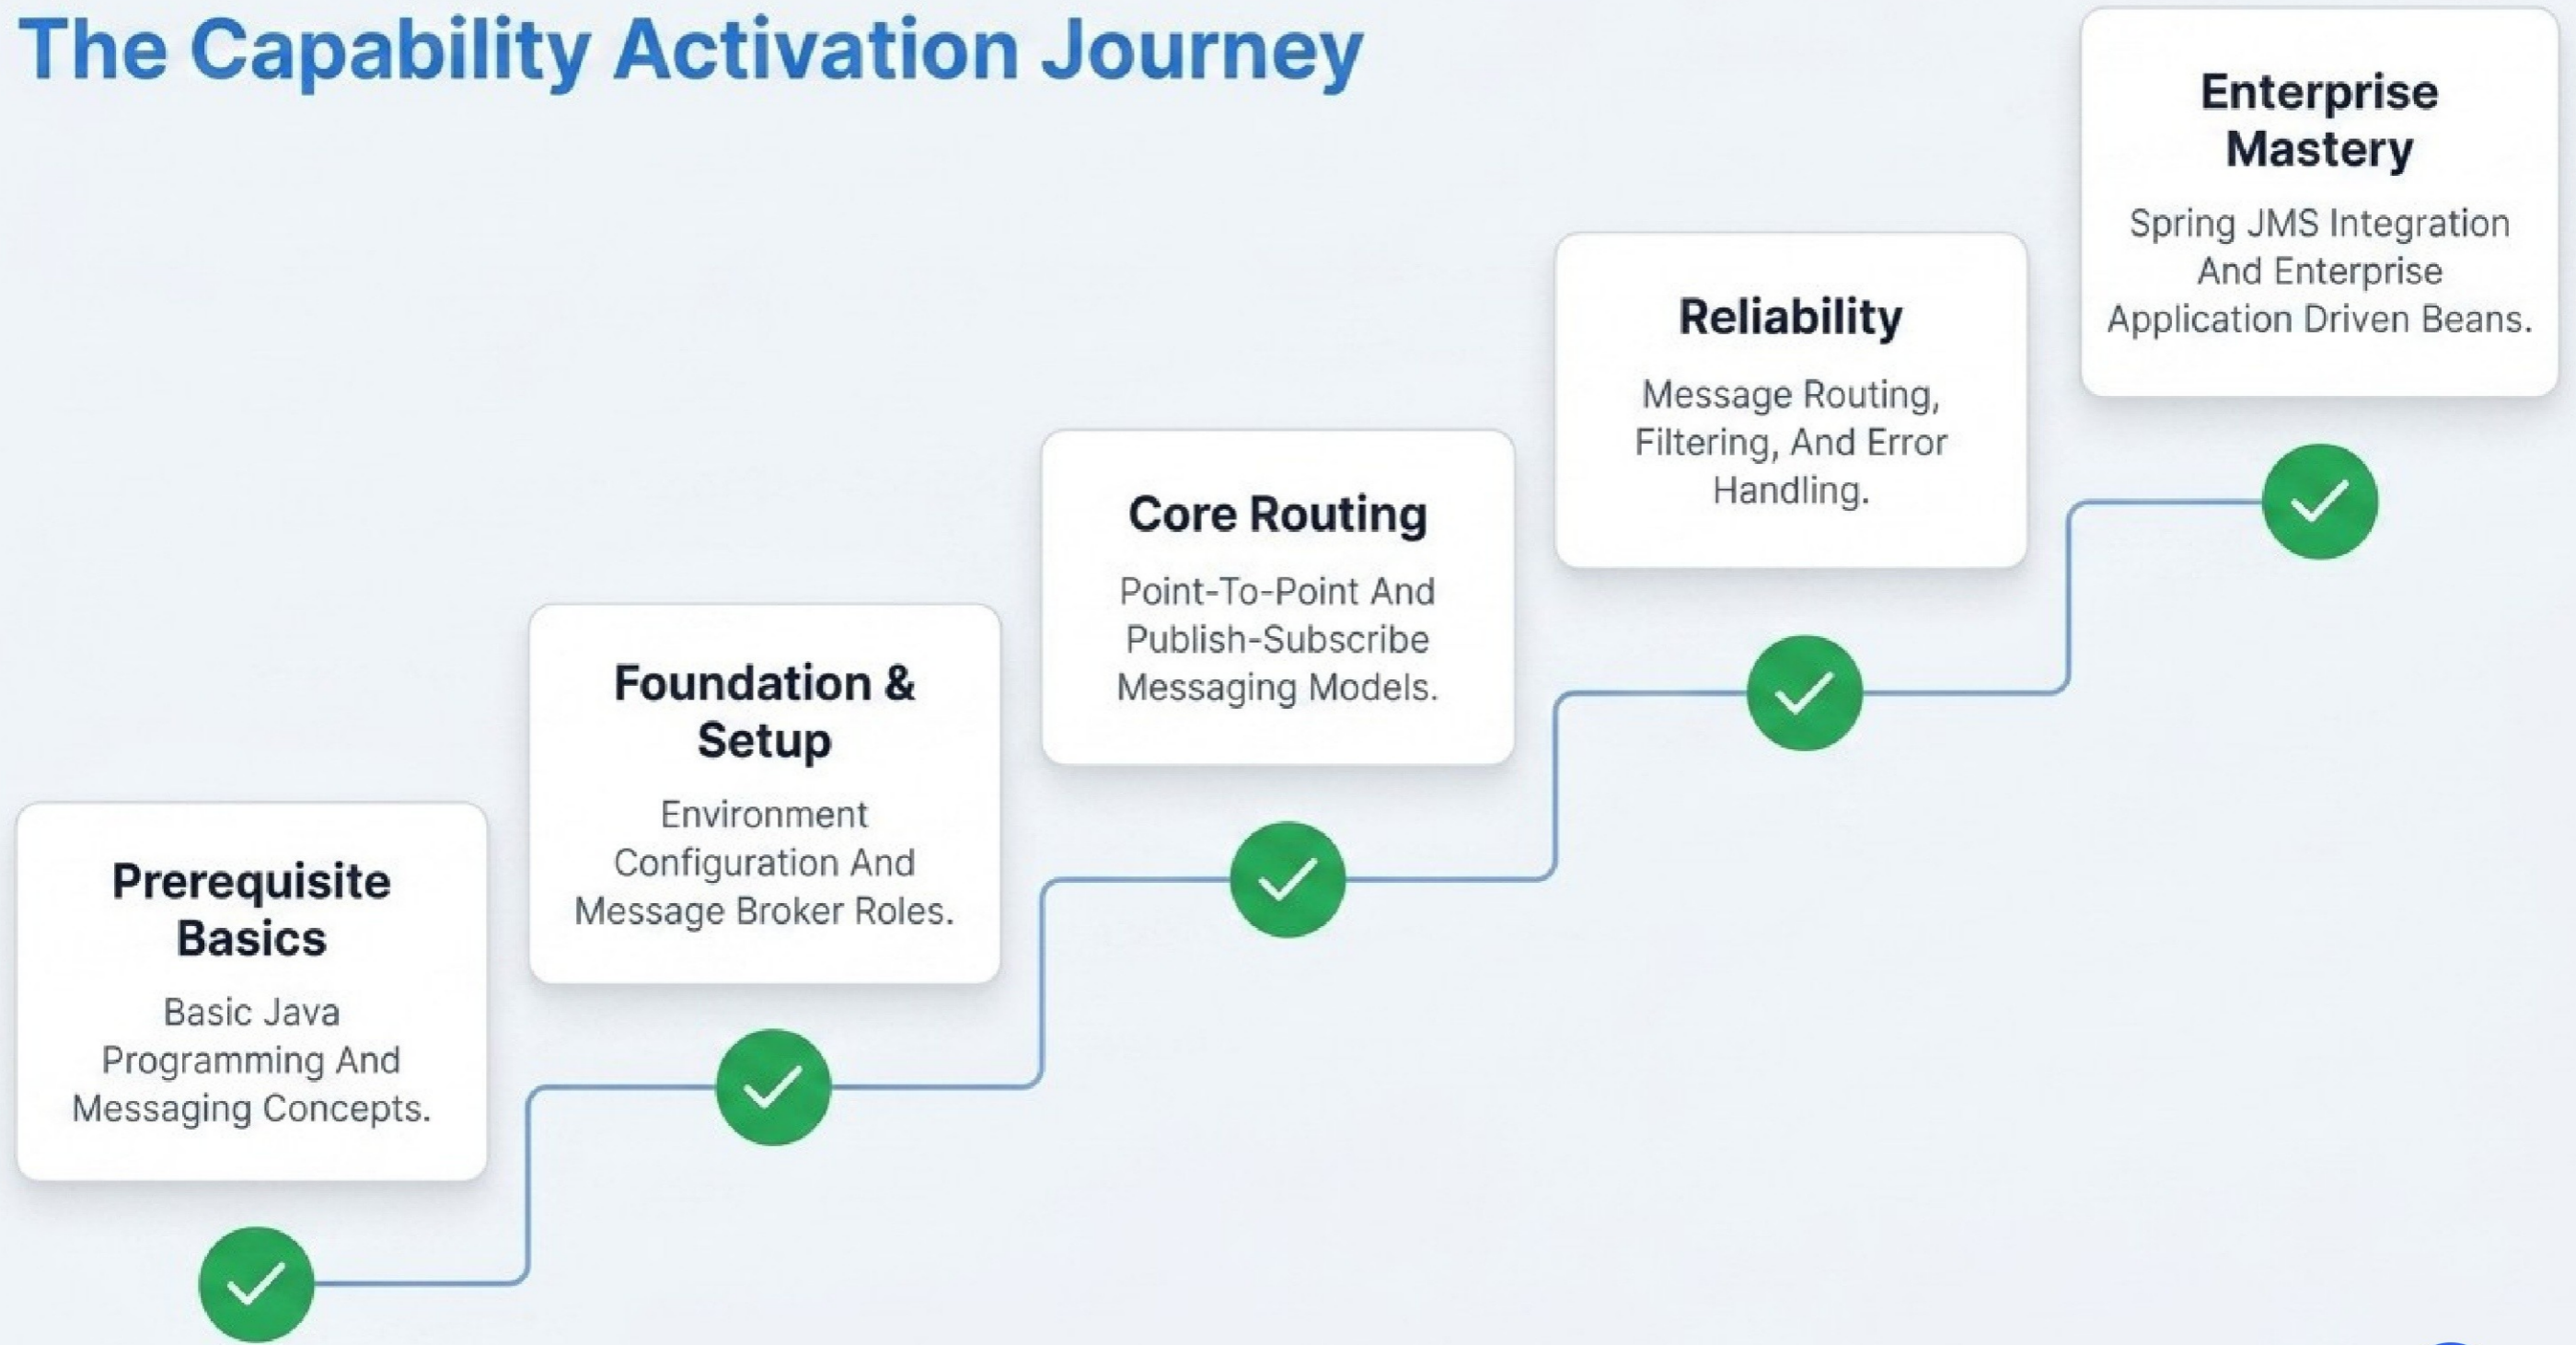 The Capability Activation Journey
Prerequisite
Basics
Basic Java
Programming And
Messaging Concepts.
Foundation &
Setup
Environment
Configuration And
Message Broker Roles.
Core Routing
Point-To-Point And
Publish-Subscribe
Messaging Models.
Reliability
Message Routing,
Filtering, And Error
Handling.
Enterprise
Mastery
Spring JMS Integration
And Enterprise
Application Driven Beans.